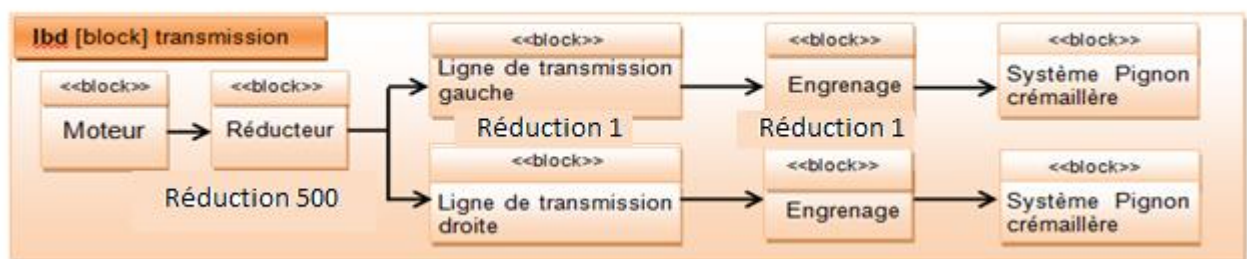 Ibd [block] transmission
<<block>>
Moteur
<<block>>
Réducteur
Réduction 500
<<block>>
Ligne de transmission
gauche
Réduction 1
<<block>>
Engrenage
Réduction 1
<<block>>
Système Pignon
crémaillère
<<block>>
Ligne de transmission
droite
<<block>>
Engrenage
<<block>>
Système Pignon
crémaillère